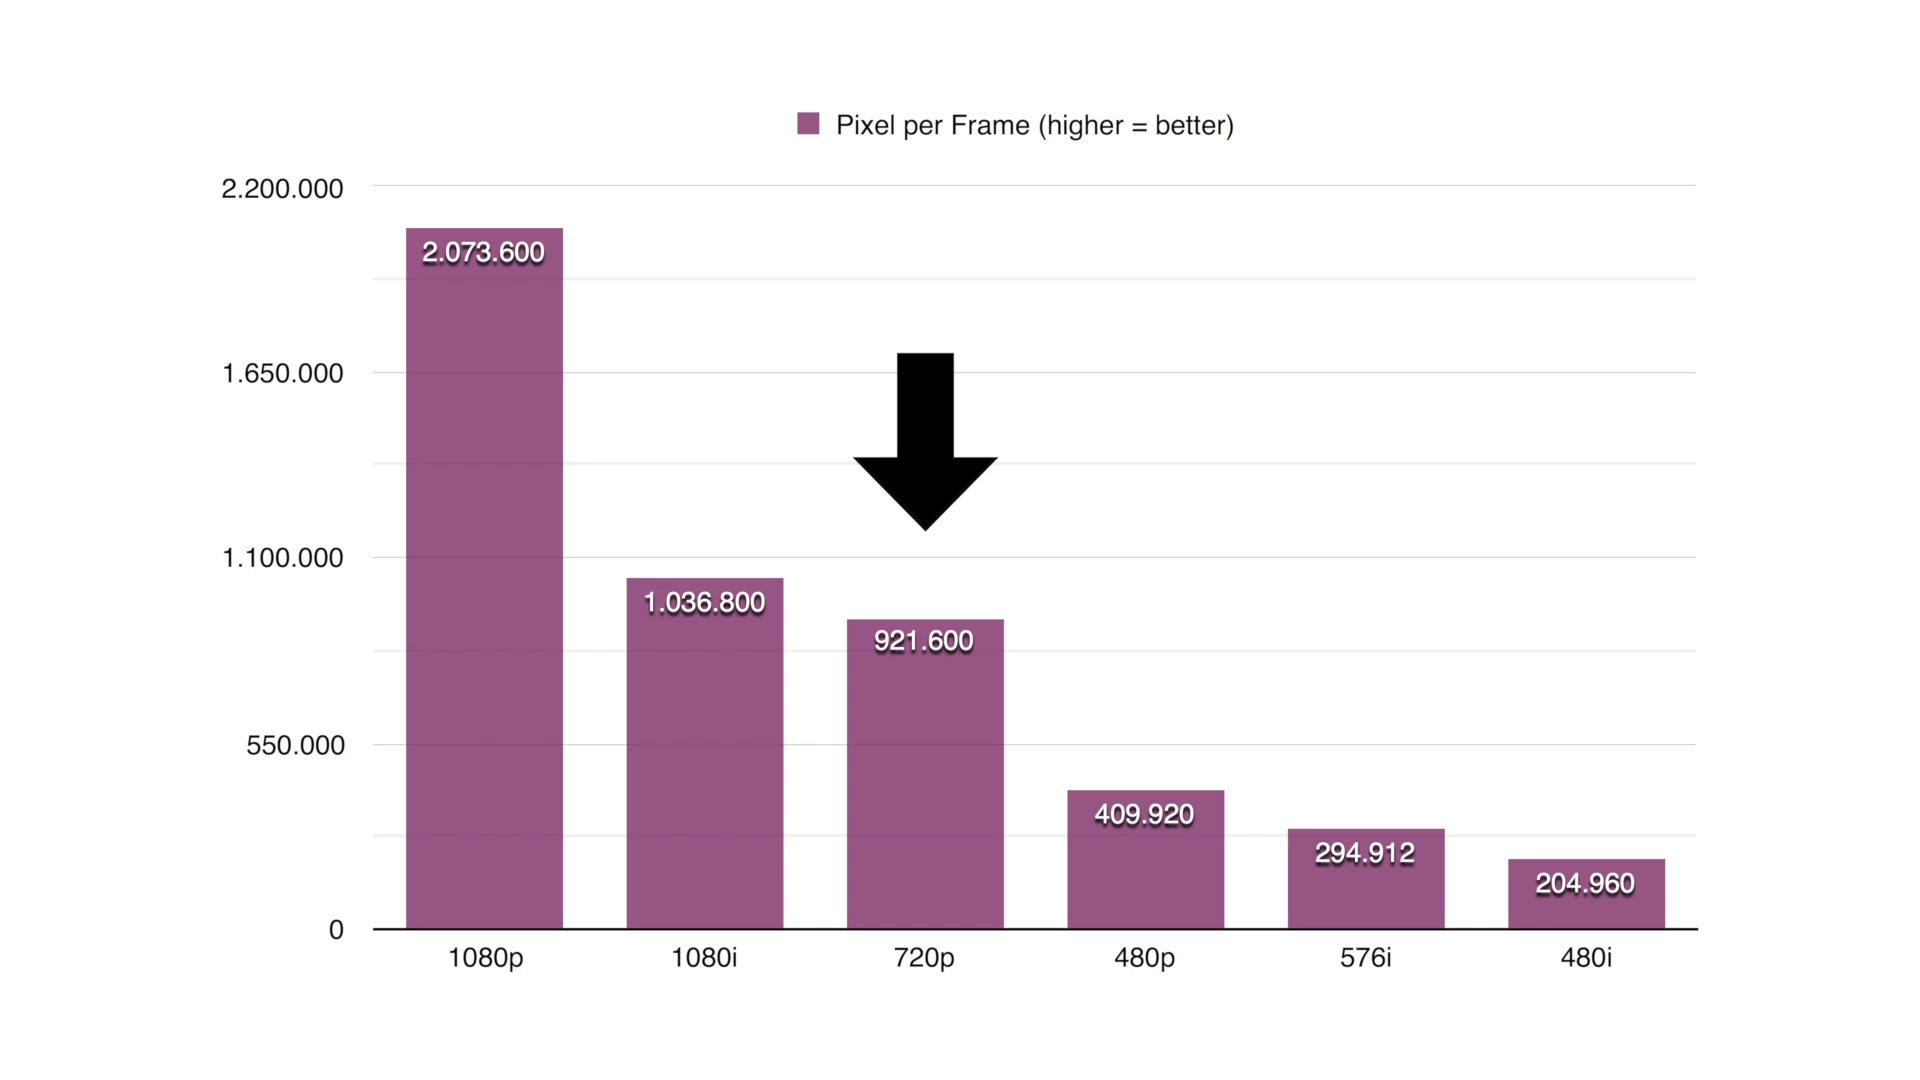 Pixel per Frame (higher = better)
2.200.000
1.650.000
1.100.000
550.000
0
2.073.600
1.036.800
921.600
409.920
294.912
204.960
1080p
1080i
720p
480p
576i
480i